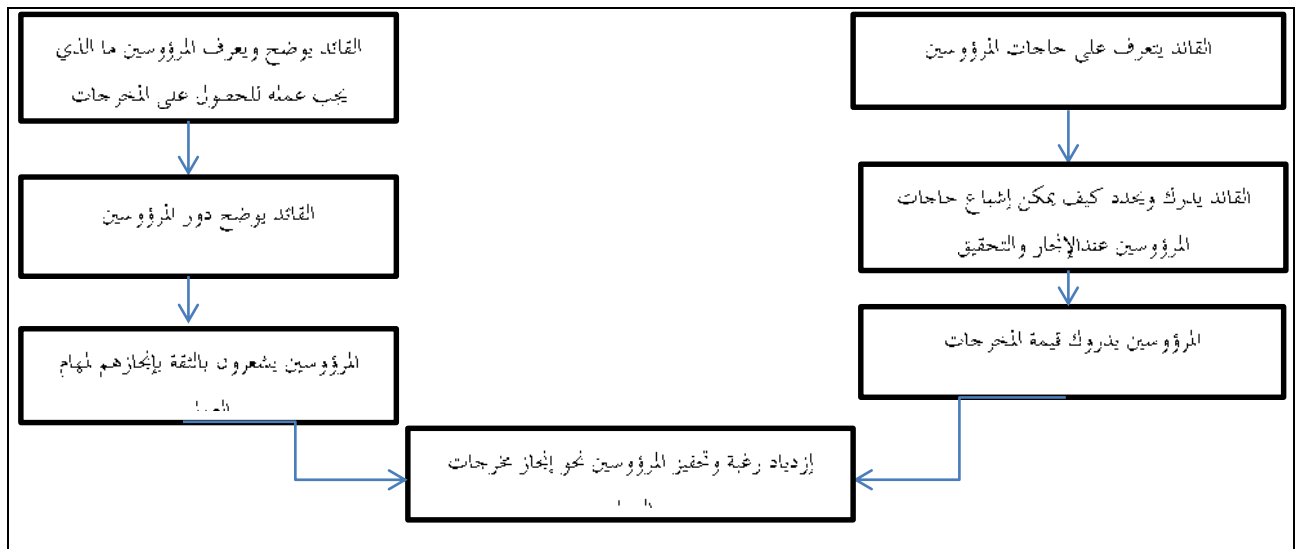 القائد يتعرف على حاجات المرؤوسين
القائد يدرك ويحدد كيف يمكن إشباع حاجات
المرؤوسين عندالإنجاز والتحقيق
المرؤوسين يدروك قيمة المخرجات
القائد يوضح ويعرف المرؤوسين ما الذي
يجب عمله للحصول على المخرجات
القائد يوضح دور المرؤوسين
المرؤوسين يشعرون بالثقة بإنجازهم لمهام
إزدياد رغبة وتحفيز المرؤوسين نحو إنجاز مخرجات